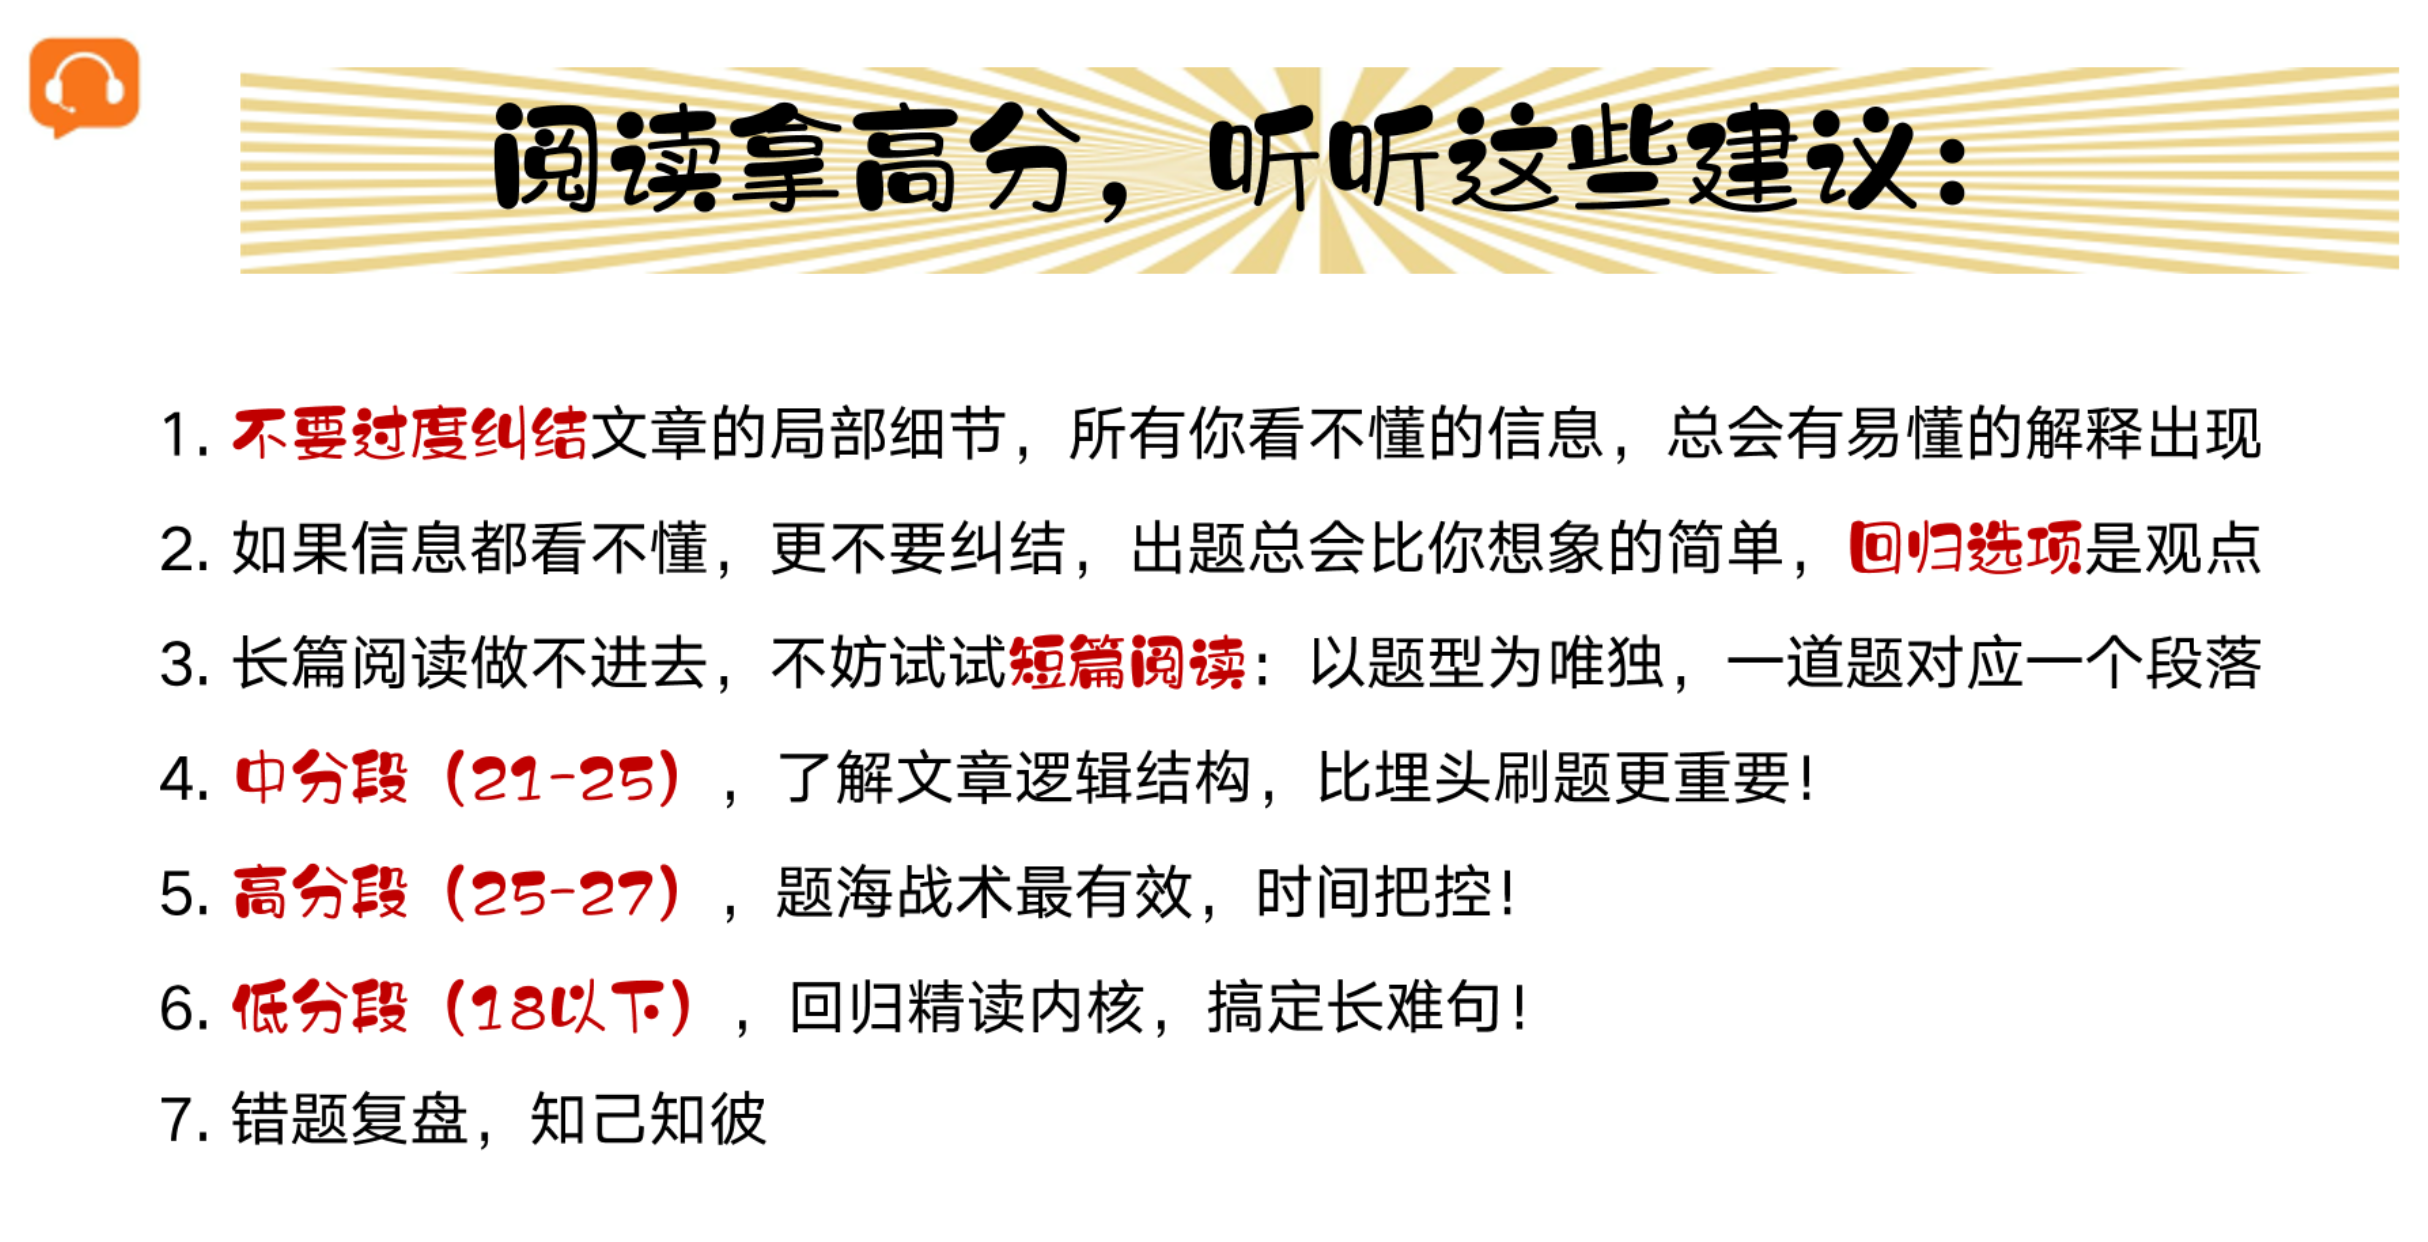 阅读拿高分，听听这些建议：
1. 不要过度纠结文章的局部细节，所有你看不懂的信息，总会有易懂的解释出现
2. 如果信息都看不懂，更不要纠结，出题总会比你想象的简单，回归选项是观点
3. 长篇阅读做不进去，不妨试试短篇阅读：以题型为唯独，一道题对应一个段落
4. 中分段（21-25），了解文章逻辑结构，比埋头刷题更重要！
5. 高分段（25-27），题海战术最有效，时间把控！
6. 低分段（18以下），回归精读内核，搞定长难句！
7. 错题复盘，知己知彼